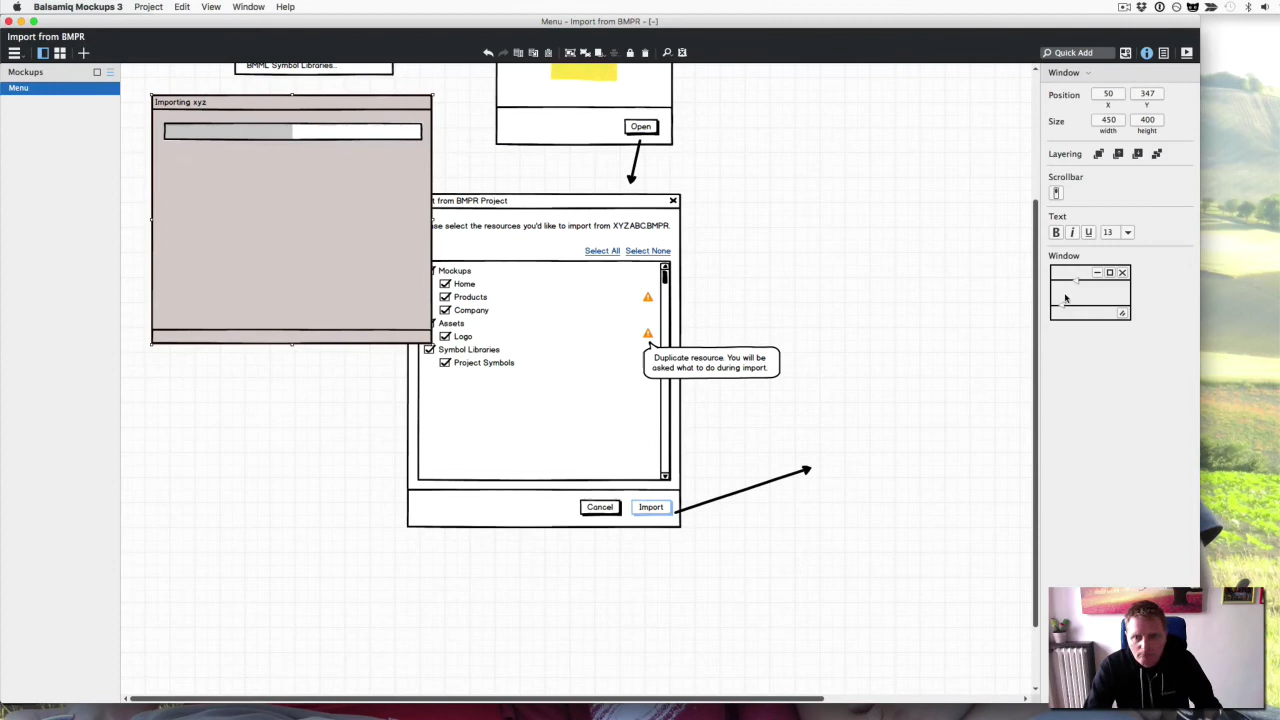 Balsamiq Mockups 3 Project Edit View Window Help
Menu - Import from BMPR - [~]
Import from BMPR
Quick Add
Mockups
Menu
BMML Symbol Libraries..
Open
Importing xyz
t from BMPR Project
se select the resources you'd like to import from XYZABC.BMPR.
Select All Select None
Mockups
Home
Products
Company
Assets
Logo
Symbol Libraries
Project Symbols
Duplicate resource. You will be
asked what to do during import.
Cancel Import
Window
Position 50 347
X Y
Size 450 400
width height
Layering
Scrollbar
Text
B i U 13
Window